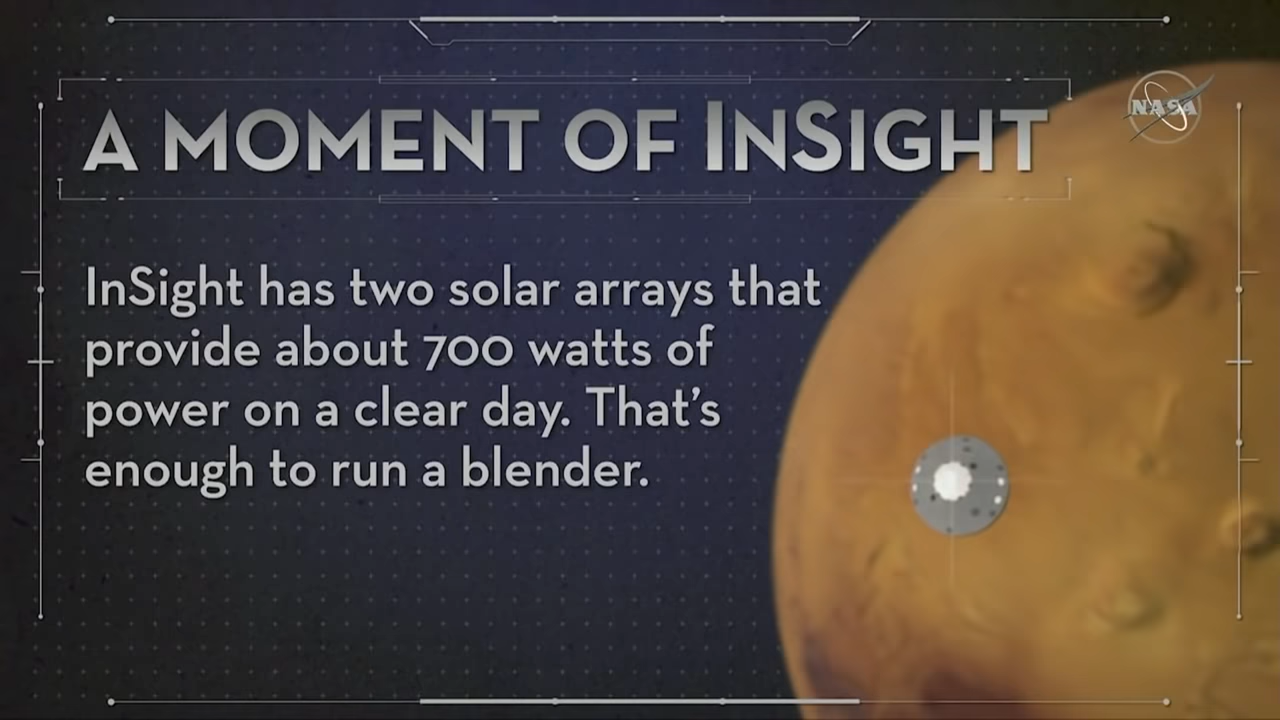 A MOMENT OF INSIGHT
NASA
InSight has two solar arrays that
provide about 700 watts of
power on a clear day. That's
enough to run a blender.